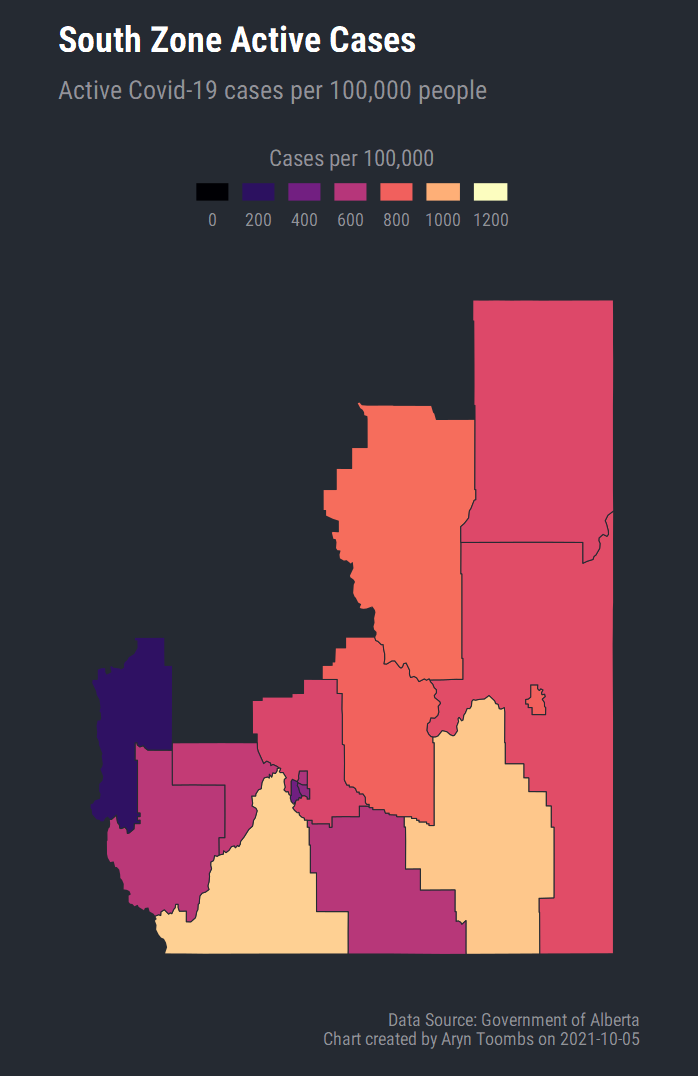 South Zone Active Cases
Active Covid-19 cases per 100,000 people
Cases per 100,000
0 200 400 600 800 1000 1200
Data Source: Government of Alberta
Chart created by Aryn Toombs on 2021-10-05